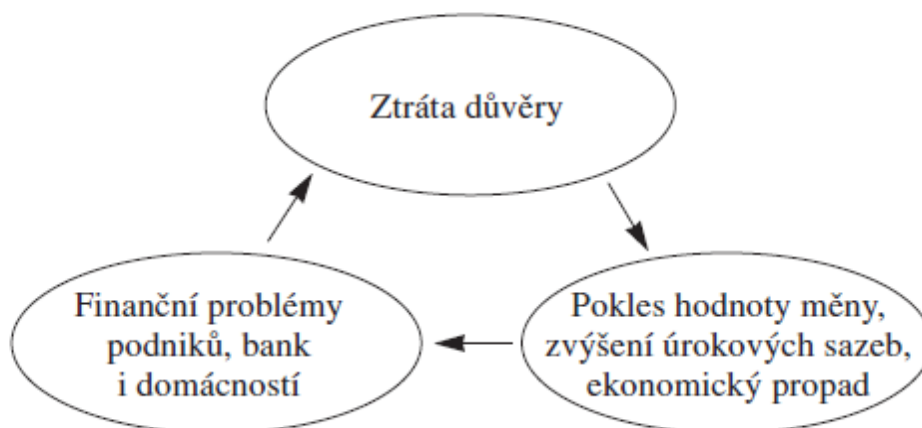 Ztráta důvěry
Finanční problémy
podniků, bank
i domácností
Pokles hodnoty měny,
zvýšení úrokových sazeb,
ekonomický propad